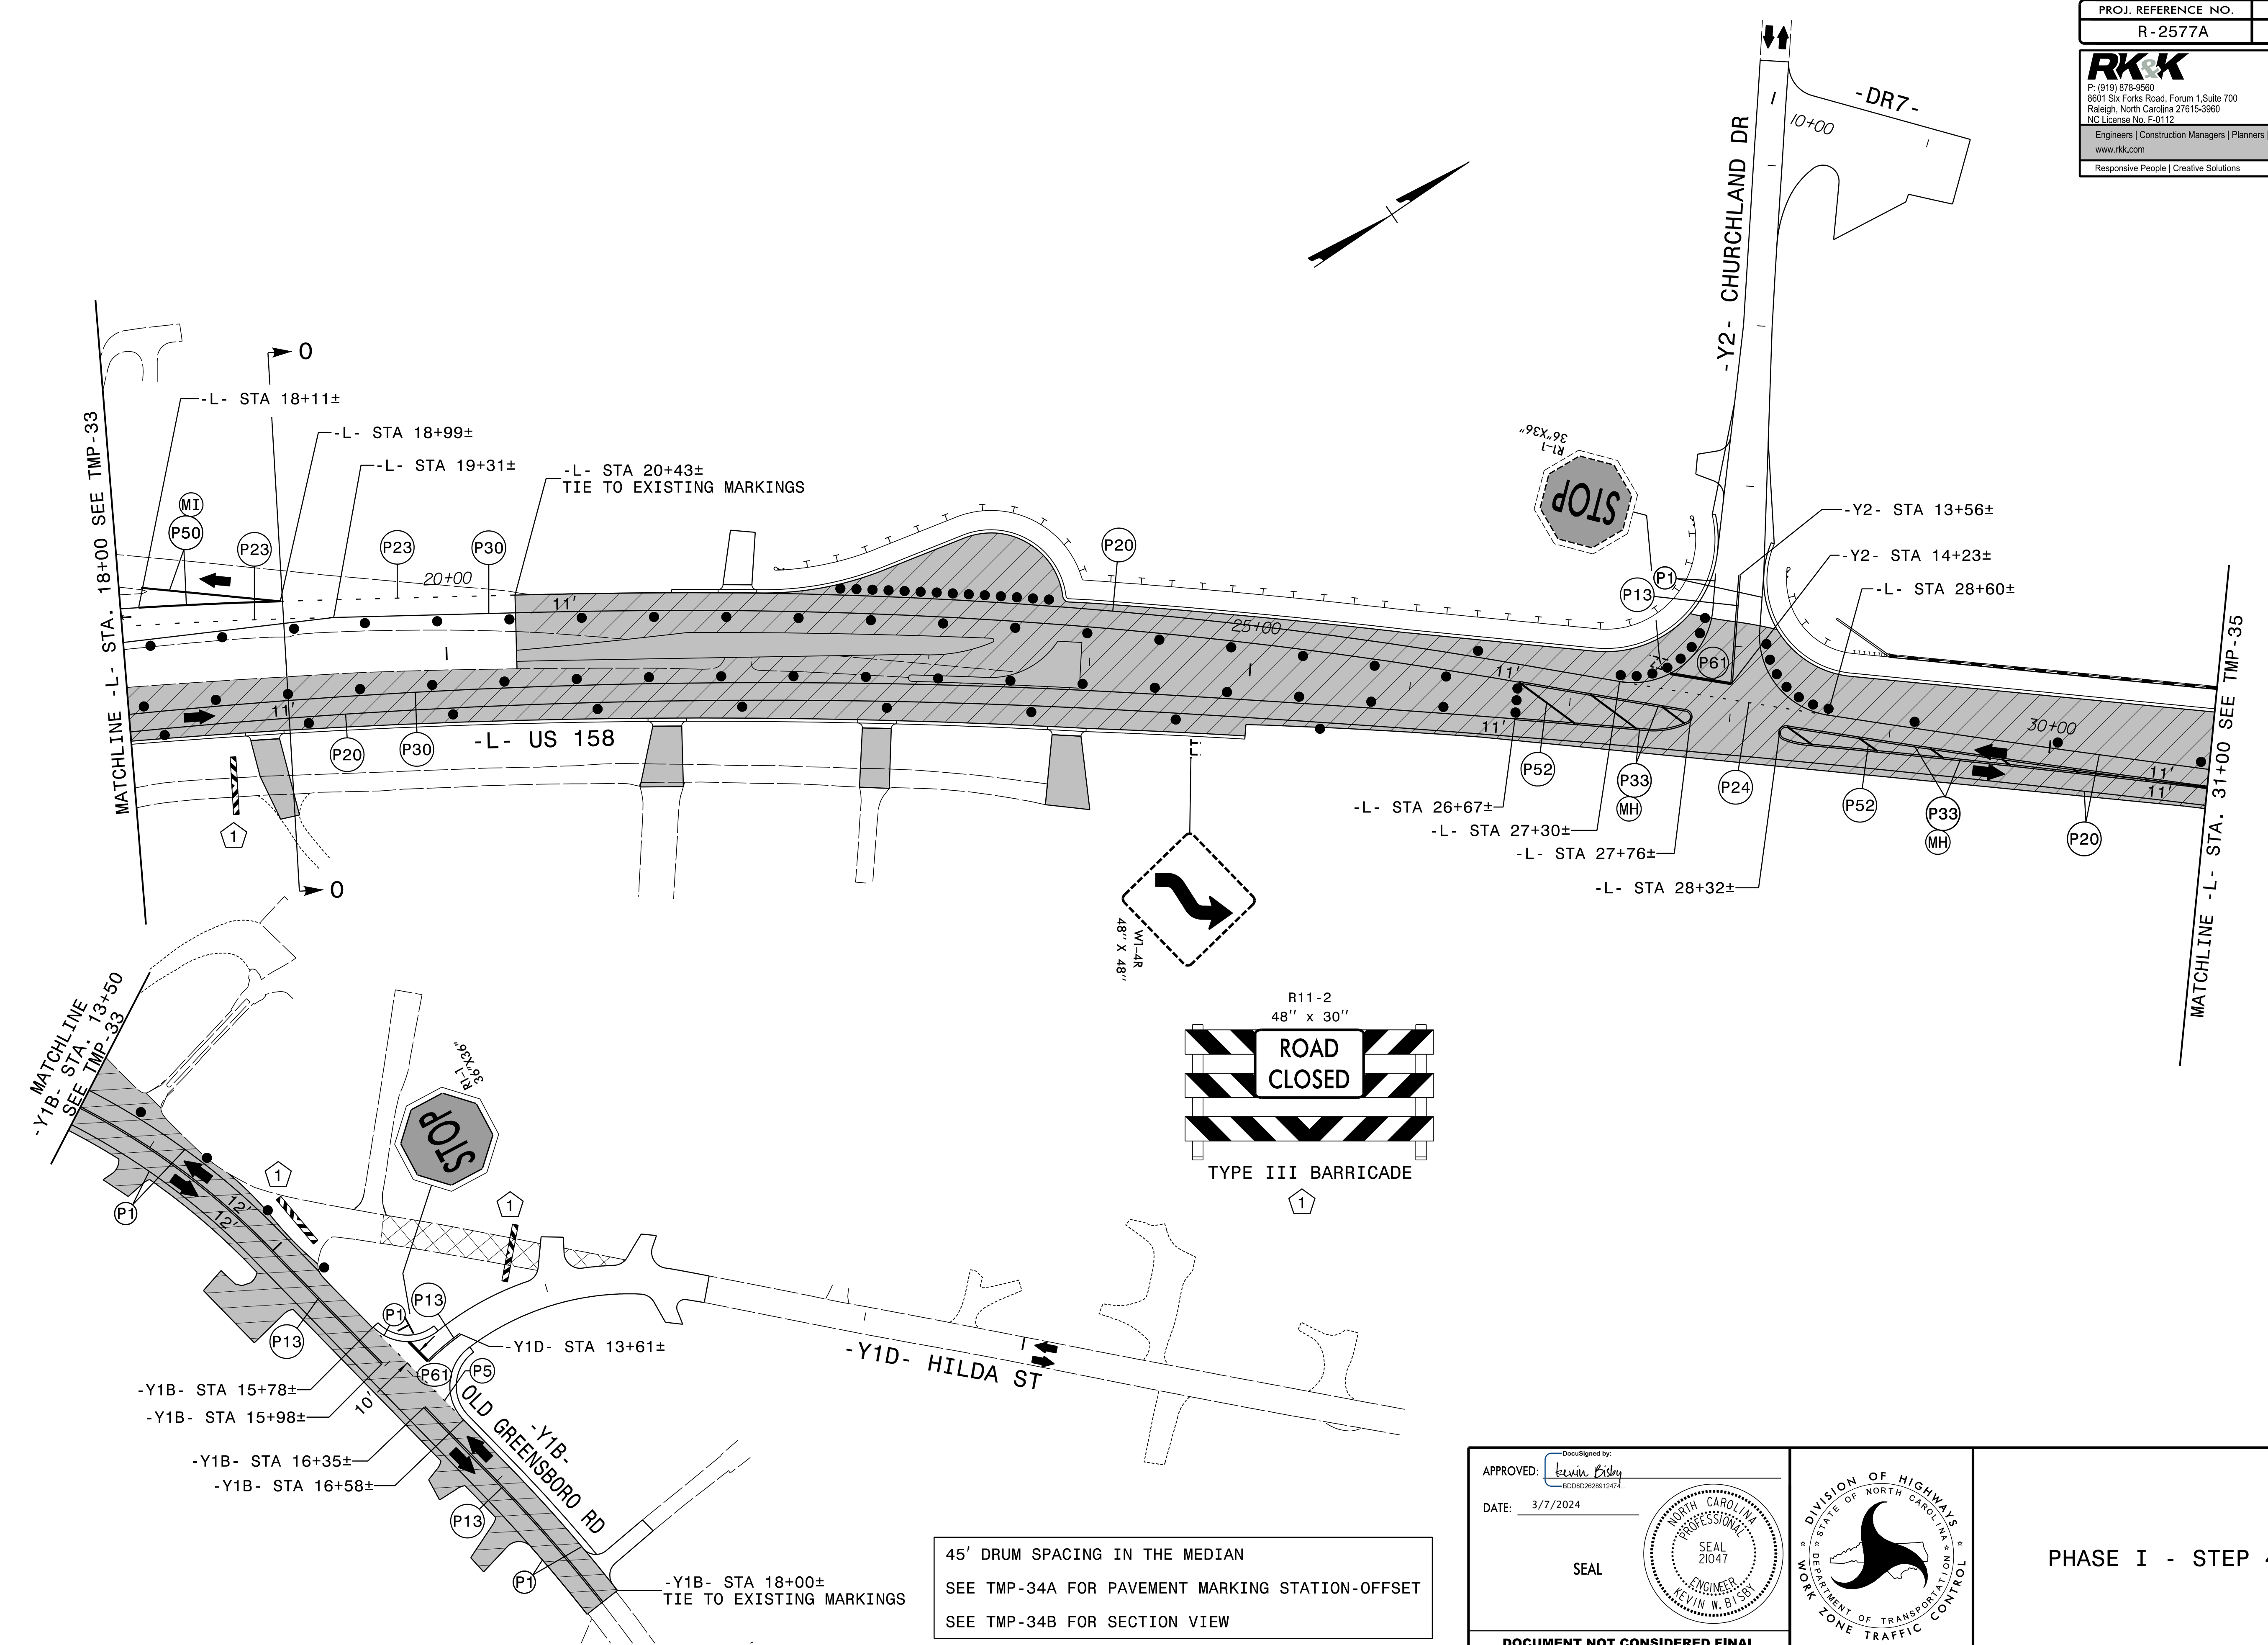 PROJ. REFERENCE NO.
R-2577A
RK&K
P: (919) 878-9560
8601 Six Forks Road, Forum 1,Suite 700
Raleigh, North Carolina 27615-3960
NC License No. F-0112
Engineers | Construction Managers | Planners |
www.rkk.com
Responsive People | Creative Solutions
-DR7-
10+00
-Y2- CHURCHLAND DR
MATCHLINE -L- STA. 18+00 SEE TMP-33
O
-L- STA 18+11±
-L- STA 18+99±
-L- STA 19+31±
-L- STA 20+43±
TIE TO EXISTING MARKINGS
MI
P50
P23
P23
P30
20+00
11'
P20
25+00
R1-1
36"X36"
STOP
P1
P13
P61
-Y2- STA 13+56±
-Y2- STA 14+23±
-L- STA 28+60±
11'
11'
30+00
11'
11'
MATCHLINE -L- STA. 31+00 SEE TMP-35
11'
P20
P30
-L- US 158
1
O
P52
P33
MH
P24
P52
P33
MH
P20
-L- STA 26+67±
-L- STA 27+30±
-L- STA 27+76±
-L- STA 28+32±
W1-4R
48" X 48"
R11-2
48" x 30"
ROAD
CLOSED
TYPE III BARRICADE
1
MATCHLINE
-Y1B- STA. 13+50
SEE TMP-33
R1-1
36"X36"
STOP
1
1
P1
12'
12'
P13
P1
P13
-Y1D- STA 13+61±
P61
P5
-Y1D- HILDA ST
-Y1B- STA 15+78±
-Y1B- STA 15+98±
10'
-Y1B- STA 16+35±
-Y1B- STA 16+58±
-Y1B-
OLD GREENSBORO RD
P13
P1
-Y1B- STA 18+00±
TIE TO EXISTING MARKINGS
45' DRUM SPACING IN THE MEDIAN
SEE TMP-34A FOR PAVEMENT MARKING STATION-OFFSET
SEE TMP-34B FOR SECTION VIEW
DocuSigned by:
APPROVED: Kevin Bisby
BDD8D2628912474...
DATE: 3/7/2024
SEAL
NORTH CAROLINA
PROFESSIONAL
SEAL
21047
ENGINEER
KEVIN W. BISBY
DOCUMENT NOT CONSIDERED FINAL
DIVISION OF HIGHWAYS
STATE OF NORTH CAROLINA
DEPARTMENT OF TRANSPORTATION
WORK ZONE TRAFFIC CONTROL
PHASE I - STEP